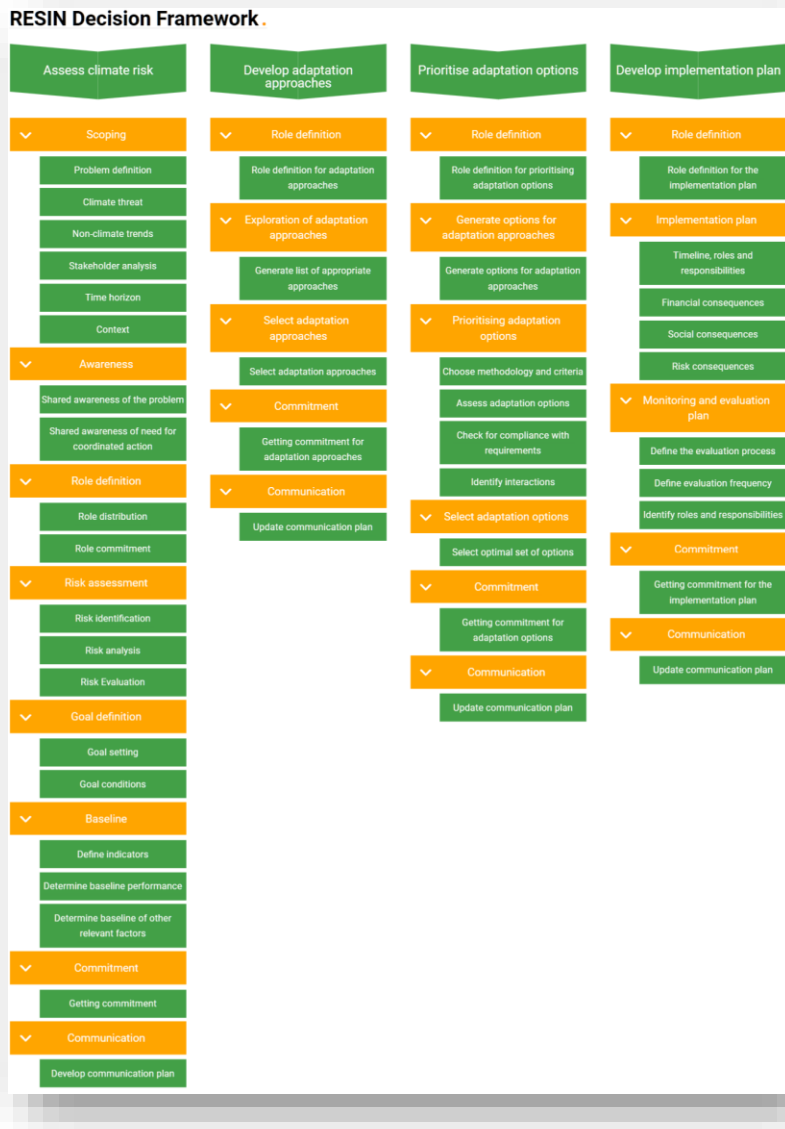 RESIN Decision Framework.
Assess climate risk
Scoping
Problem definition
Climate threat
Non-climate trends
Stakeholder analysis
Time horizon
Context
Awareness
Shared awareness of the problem
Shared awareness of need for
coordinated action
Role definition
Role distribution
Role commitment
Risk assessment
Risk identification
Risk analysis
Risk Evaluation
Goal definition
Goal setting
Goal conditions
Baseline
Define indicators
Determine baseline performance
Determine baseline of other
relevant factors
Commitment
Getting commitment
Communication
Develop communication plan
Develop adaptation
approaches
Role definition
Role definition for adaptation
approaches
Exploration of adaptation
approaches
Generate list of appropriate
approaches
Select adaptation
approaches
Select adaptation approaches
Commitment
Getting commitment for
adaptation approaches
Communication
Update communication plan
Prioritise adaptation options
Role definition
Role definition for prioritising
adaptation options
Generate options for
adaptation approaches
Generate options for adaptation
approaches
Prioritising adaptation
options
Choose methodology and criteria
Assess adaptation options
Check for compliance with
requirements
Identify interactions
Select adaptation options
Select optimal set of options
Commitment
Getting commitment for
adaptation options
Communication
Update communication plan
Develop implementation plan
Role definition
Role definition for the
implementation plan
Implementation plan
Timeline, roles and
responsibilities
Financial consequences
Social consequences
Risk consequences
Monitoring and evaluation
plan
Define the evaluation process
Define evaluation frequency
Identify roles and responsibilities
Commitment
Getting commitment for the
implementation plan
Communication
Update communication plan